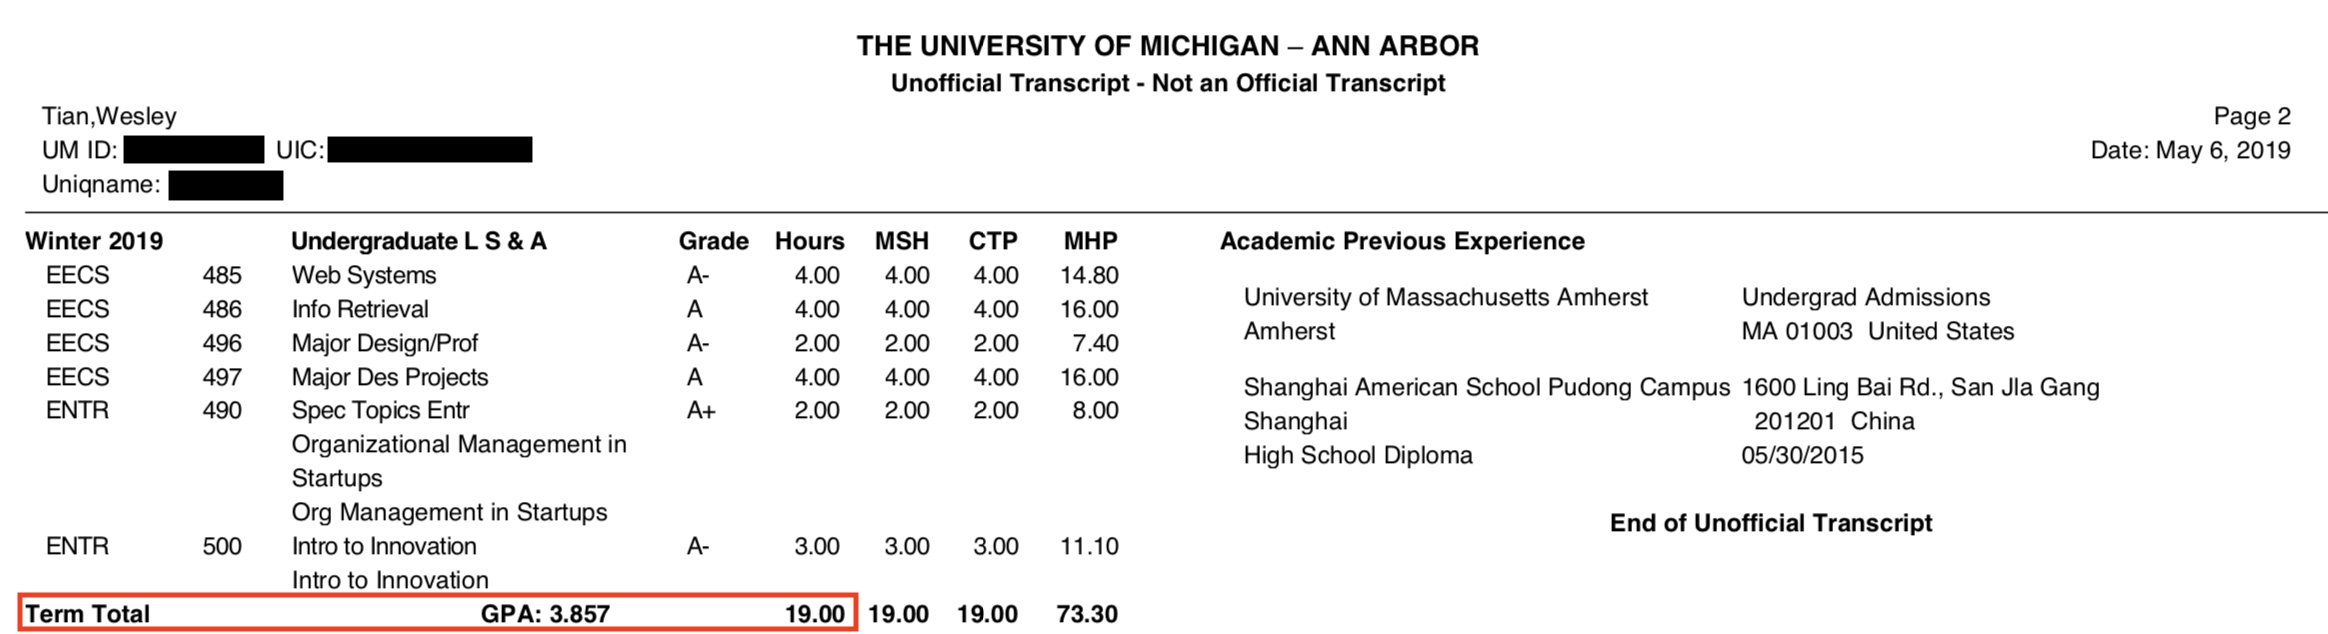 THE UNIVERSITY OF MICHIGAN – ANN ARBOR
Unofficial Transcript - Not an Official Transcript
Tian,Wesley
Page 2
UM ID: UIC:
Date: May 6, 2019
Uniqname:
Winter 2019 Undergraduate L S & A Grade Hours MSH CTP MHP
EECS 485 Web Systems A- 4.00 4.00 4.00 14.80
EECS 486 Info Retrieval A 4.00 4.00 4.00 16.00
EECS 496 Major Design/Prof A- 2.00 2.00 2.00 7.40
EECS 497 Major Des Projects A 4.00 4.00 4.00 16.00
ENTR 490 Spec Topics Entr A+ 2.00 2.00 2.00 8.00
Organizational Management in
Startups
Org Management in Startups
ENTR 500 Intro to Innovation A- 3.00 3.00 3.00 11.10
Intro to Innovation
Term Total GPA: 3.857 19.00 19.00 19.00 73.30
Academic Previous Experience
University of Massachusetts Amherst Undergrad Admissions
Amherst MA 01003 United States
Shanghai American School Pudong Campus 1600 Ling Bai Rd., San JIa Gang
Shanghai 201201 China
High School Diploma 05/30/2015
End of Unofficial Transcript